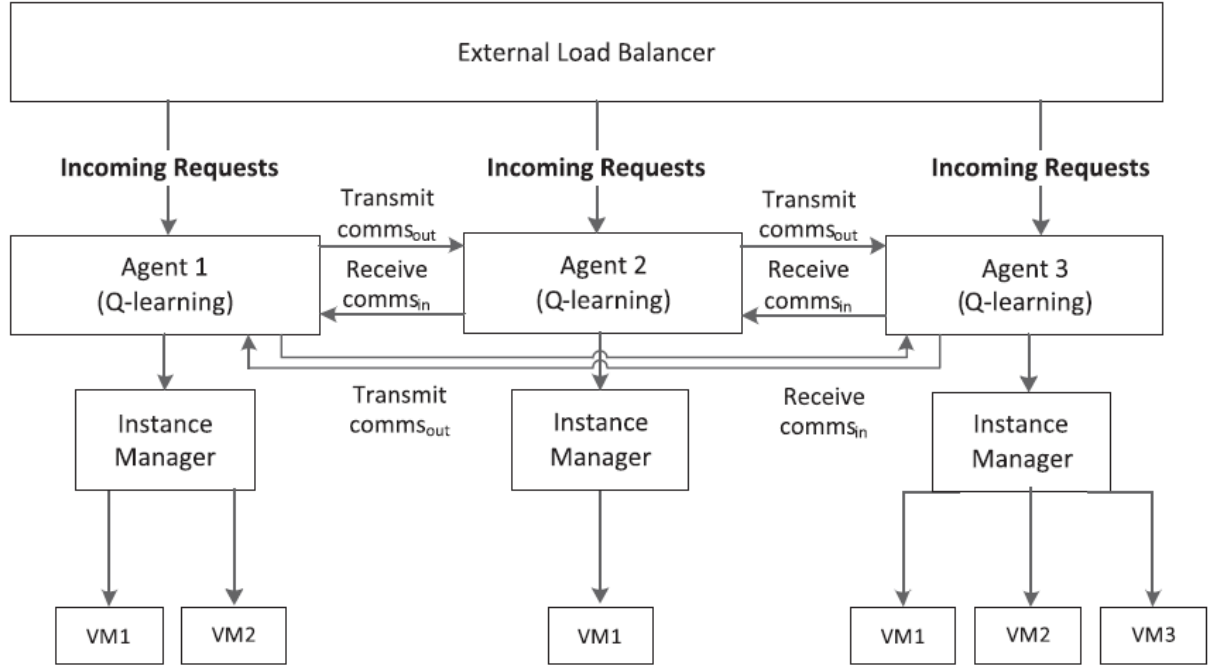 External Load Balancer
Incoming Requests
Incoming Requests
Incoming Requests
Transmit
comms_out
Transmit
comms_out
Agent 1
(Q-learning)
Receive
comms_in
Agent 2
(Q-learning)
Receive
comms_in
Agent 3
(Q-learning)
Transmit
comms_out
Receive
comms_in
Instance
Manager
Instance
Manager
Instance
Manager
VM1
VM2
VM1
VM1
VM2
VM3